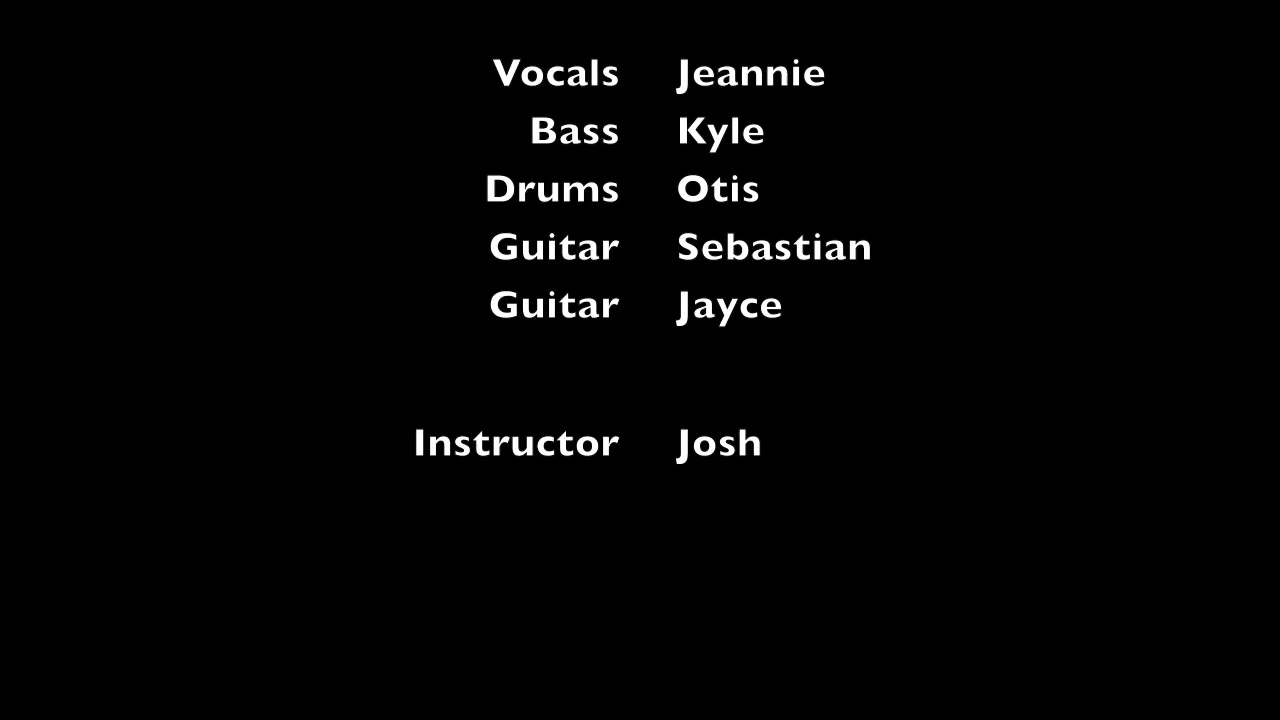 Vocals Jeannie
Bass Kyle
Drums Otis
Guitar Sebastian
Guitar Jayce
Instructor Josh